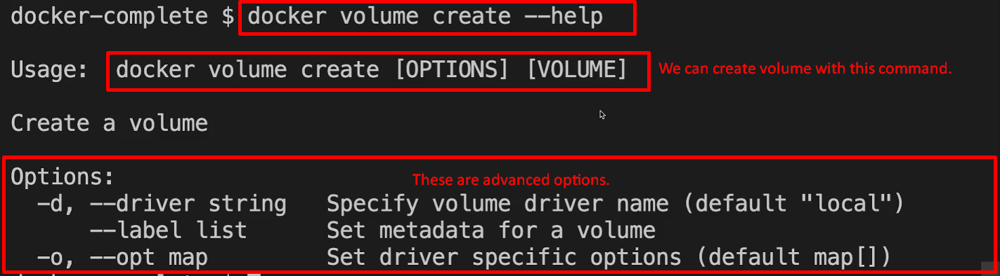 docker-complete $ docker volume create --help
Usage: docker volume create [OPTIONS] [VOLUME] We can create volume with this command.
Create a volume
Options: These are advanced options.
-d, --driver string Specify volume driver name (default "local")
--label list Set metadata for a volume
-o, --opt map Set driver specific options (default map[])